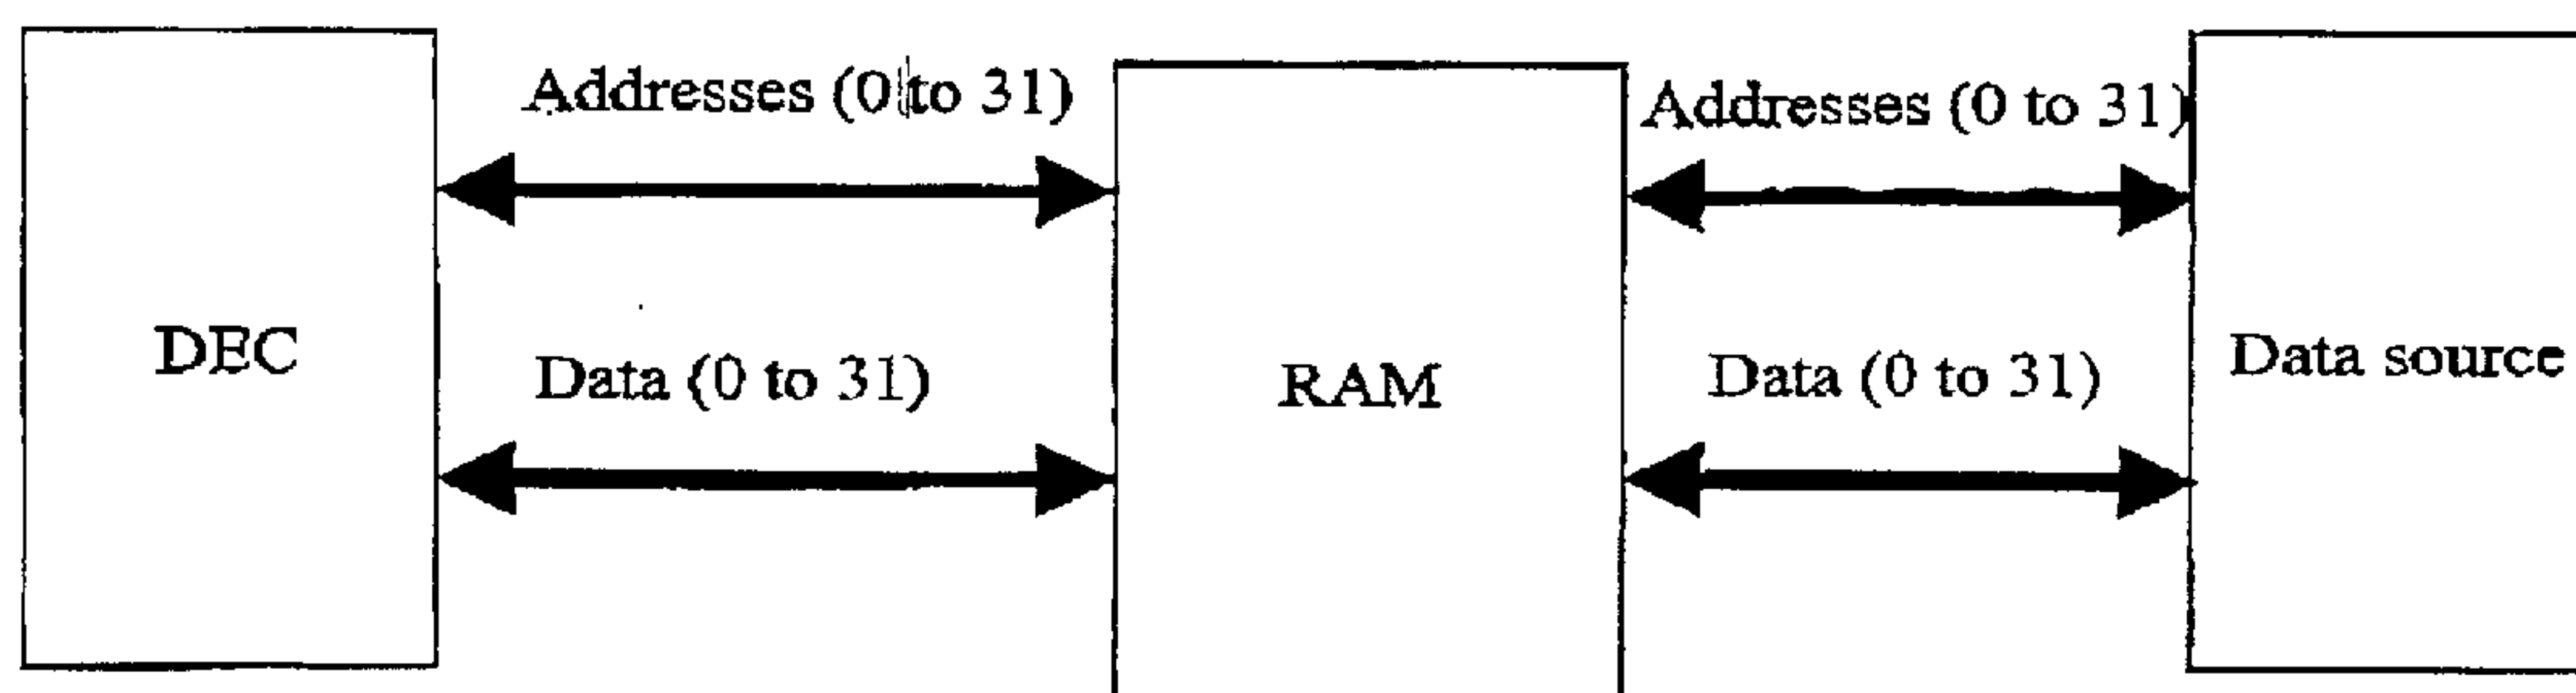 Addresses (0 to 31)
Addresses (0 to 31)
DEC
Data (0 to 31)
RAM
Data (0 to 31)
Data source